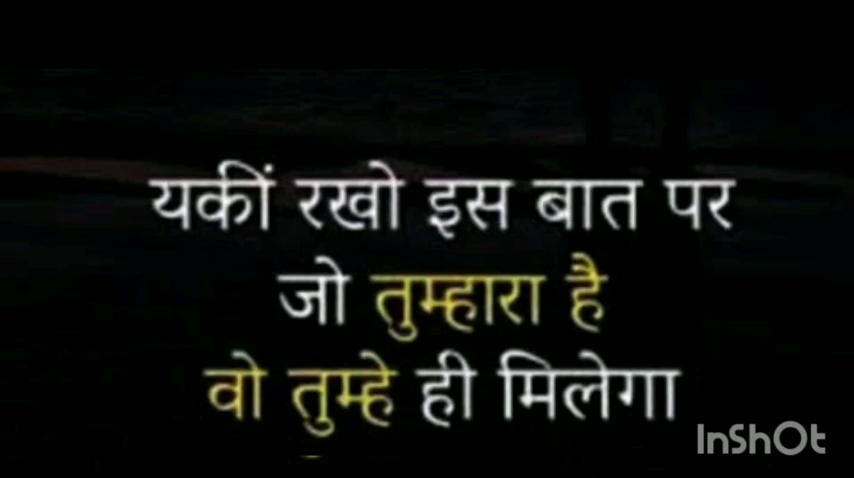 यकीं रखो इस बात पर
जो तुम्हारा है
वो तुम्हे ही मिलेगा
InShOt